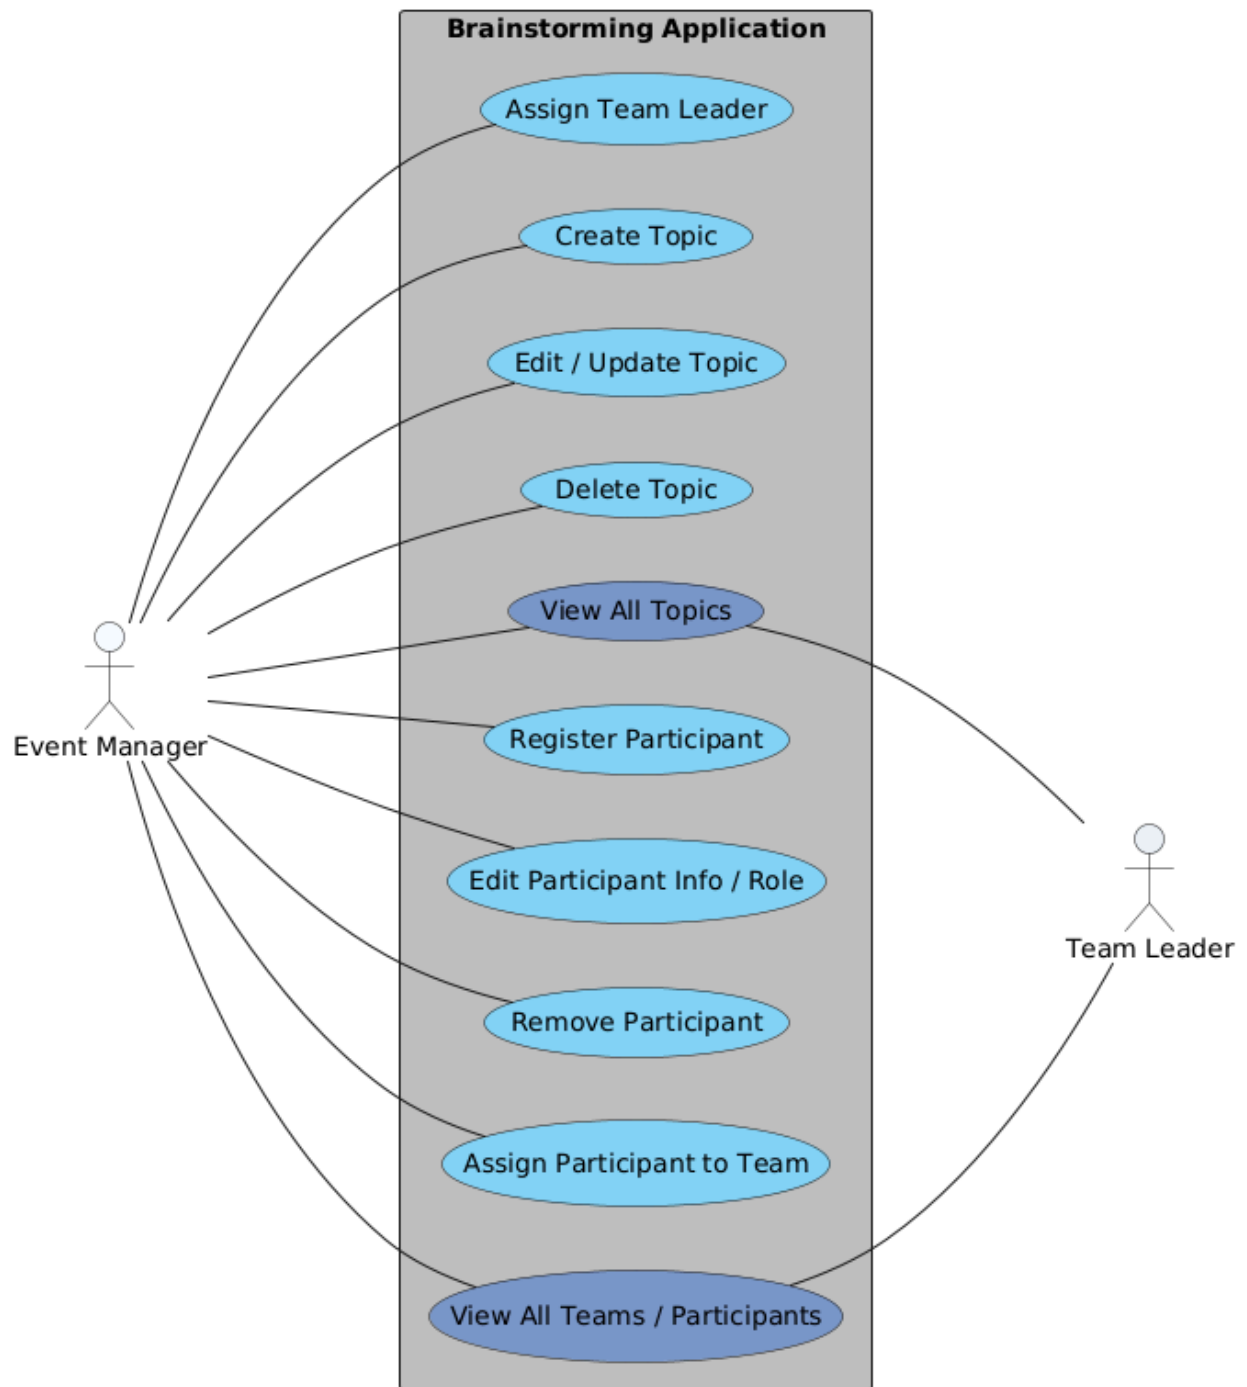 Brainstorming Application
Assign Team Leader
Create Topic
Edit / Update Topic
Delete Topic
View All Topics
Event Manager
Register Participant
Edit Participant Info / Role
Team Leader
Remove Participant
Assign Participant to Team
View All Teams / Participants